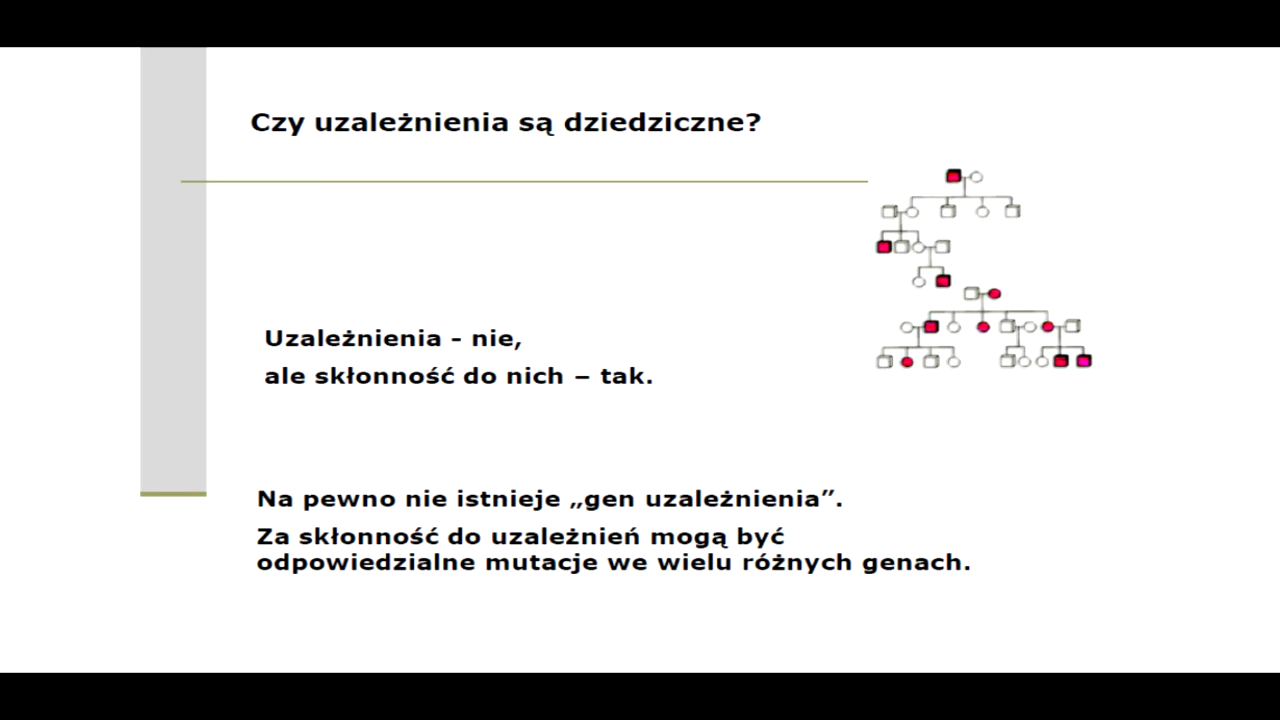 Czy uzależnienia są dziedziczne?
Uzależnienia - nie,
ale skłonność do nich – tak.
Na pewno nie istnieje „gen uzależnienia”.
Za skłonność do uzależnień mogą być
odpowiedzialne mutacje we wielu różnych genach.